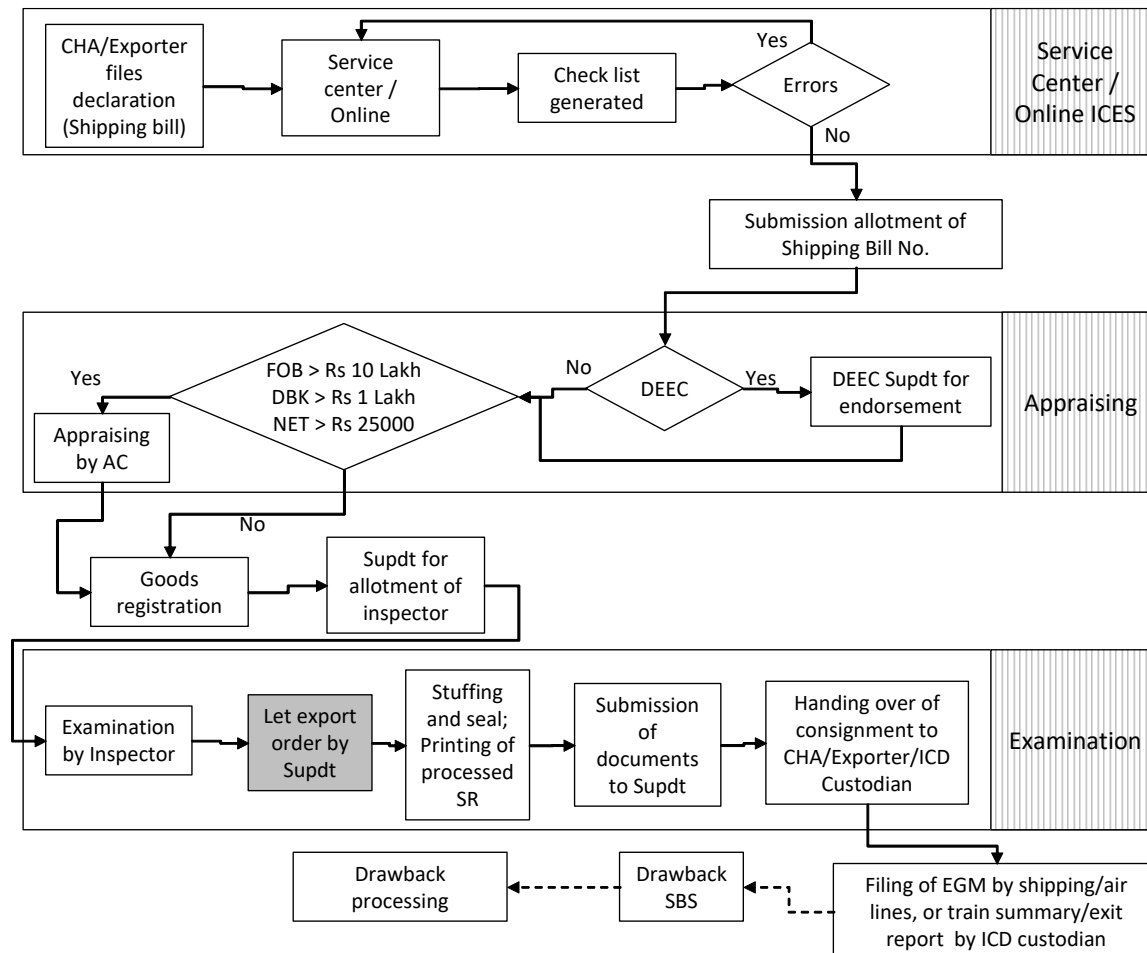 CHA/Exporter
files
declaration
(Shipping bill)
Service
center /
Online
Check list
generated
Yes
Errors
No
Service
Center /
Online ICES
Submission allotment of
Shipping Bill No.
Yes
FOB > Rs 10 Lakh
DBK > Rs 1 Lakh
NET > Rs 25000
No
DEEC
Yes
DEEC Supdt for
endorsement
Appraising
Appraising
by AC
No
Goods
registration
Supdt for
allotment of
inspector
Examination
by Inspector
Let export
order by
Supdt
Stuffing
and seal;
Printing of
processed
SR
Submission
of
documents
to Supdt
Handing over of
consignment to
CHA/Exporter/ICD
Custodian
Examination
Drawback
processing
Drawback
SBS
Filing of EGM by shipping/air
lines, or train summary/exit
report by ICD custodian